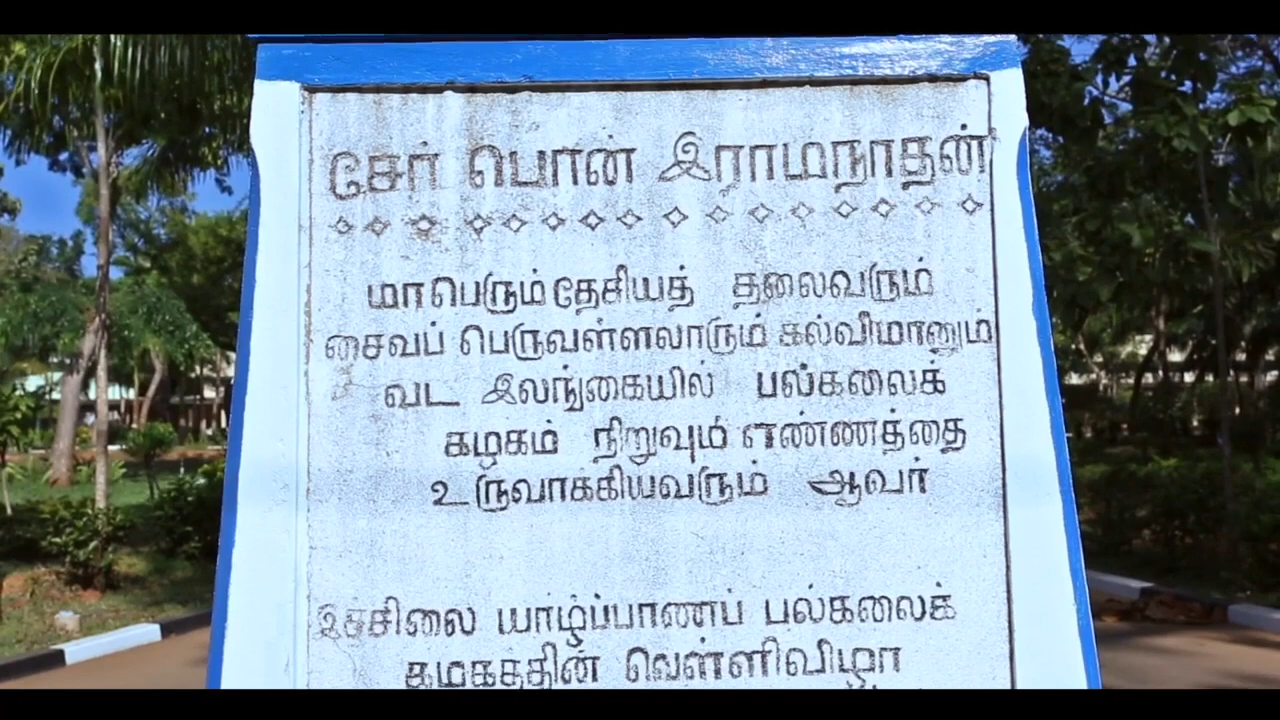 சேர் பொன் இராமநாதன்
மாபெரும் தேசியத் தலைவரும்
சைவப் பெருவள்ளலாரும் கல்விமானும்
வட இலங்கையில் பல்கலைக்
கழகம் நிறுவும் எண்ணத்தை
உருவாக்கியவரும் ஆவர்
இச்சிலை யாழ்ப்பாணப் பல்கலைக்
கழகத்தின் வெள்ளிவிழா